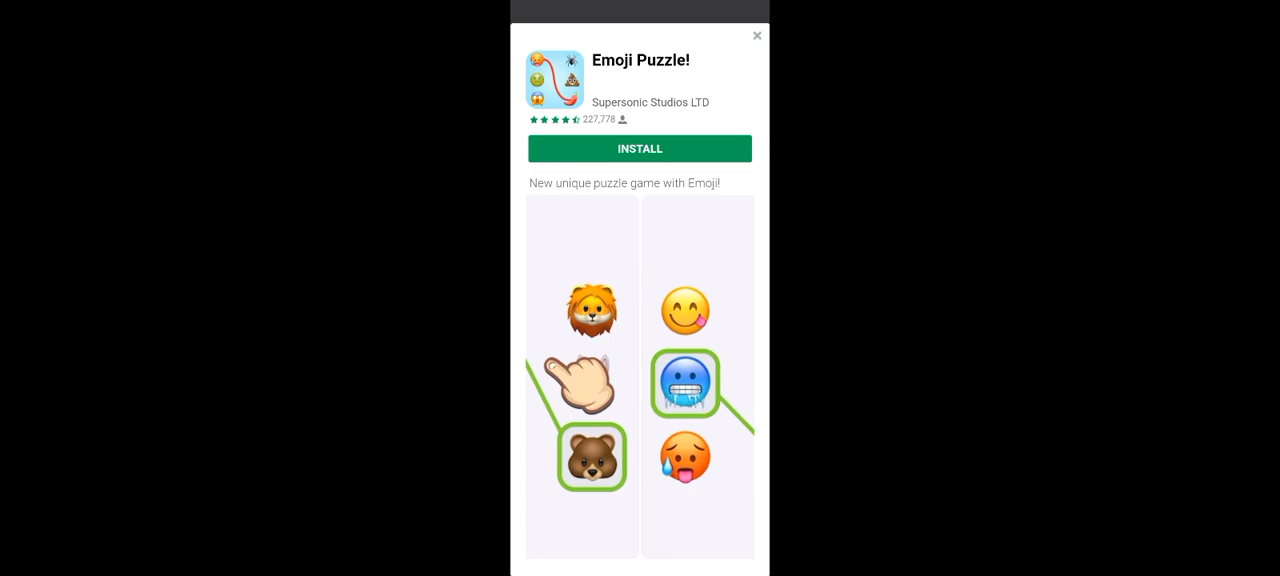 Emoji Puzzle!
Supersonic Studios LTD
227,778
INSTALL
New unique puzzle game with Emoji!